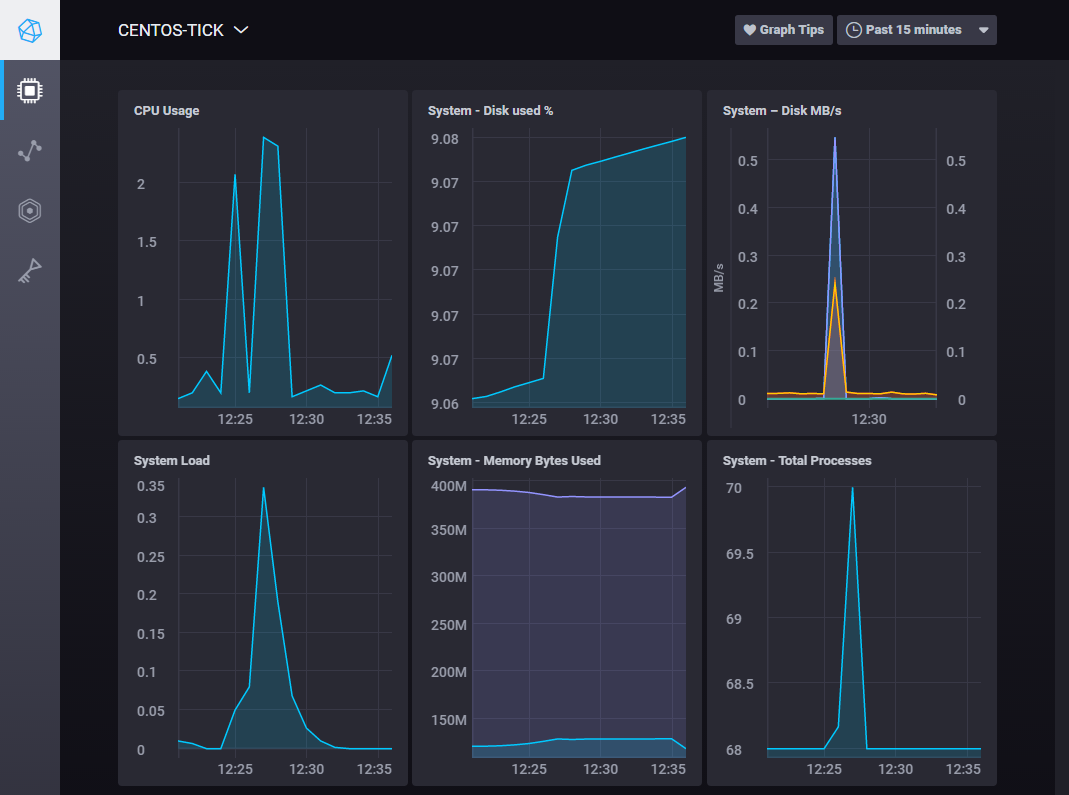 CENTOS-TICK
Graph Tips
Past 15 minutes
CPU Usage
2
1.5
1
0.5
12:25 12:30 12:35
System - Disk used %
9.08
9.07
9.07
9.07
9.07
9.07
9.06
12:25 12:30 12:35
System – Disk MB/s
MB/s
0.5 0.5
0.4 0.4
0.3 0.3
0.2 0.2
0.1 0.1
0 0
12:30
System Load
0.35
0.3
0.25
0.2
0.15
0.1
0.05
0
12:25 12:30 12:35
System - Memory Bytes Used
400M
350M
300M
250M
200M
150M
12:25 12:30 12:35
System - Total Processes
70
69.5
69
68.5
68
12:25 12:30 12:35